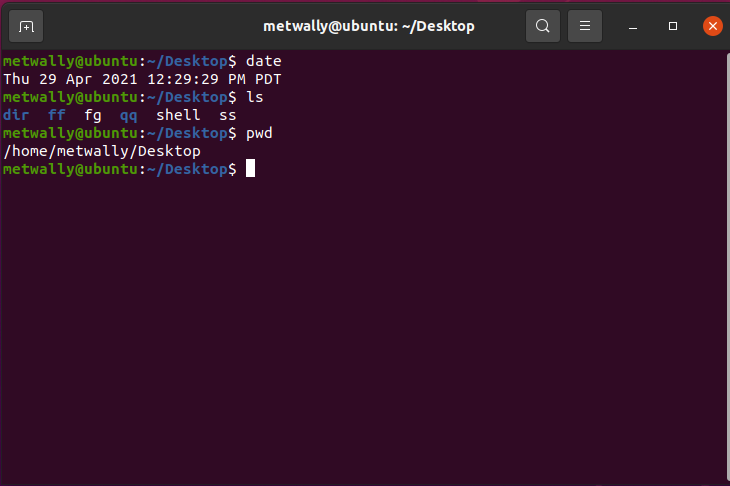 metwally@ubuntu: ~/Desktop
metwally@ubuntu:~/Desktop$ date
Thu 29 Apr 2021 12:29:29 PM PDT
metwally@ubuntu:~/Desktop$ ls
dir  ff  fg  qq  shell  ss
metwally@ubuntu:~/Desktop$ pwd
/home/metwally/Desktop
metwally@ubuntu:~/Desktop$